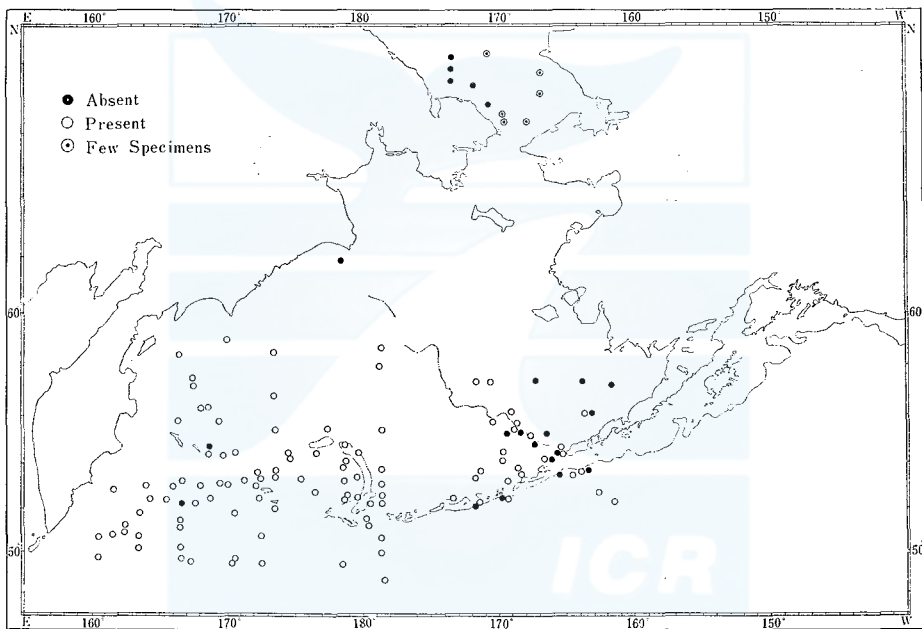 160° 170° 180° 170° 160 150° W
N N
● Absent
○ Present
⊙ Few Specimens
60 60
50 50
ICR
E 160° 170° 180° 170° 160° 150° W